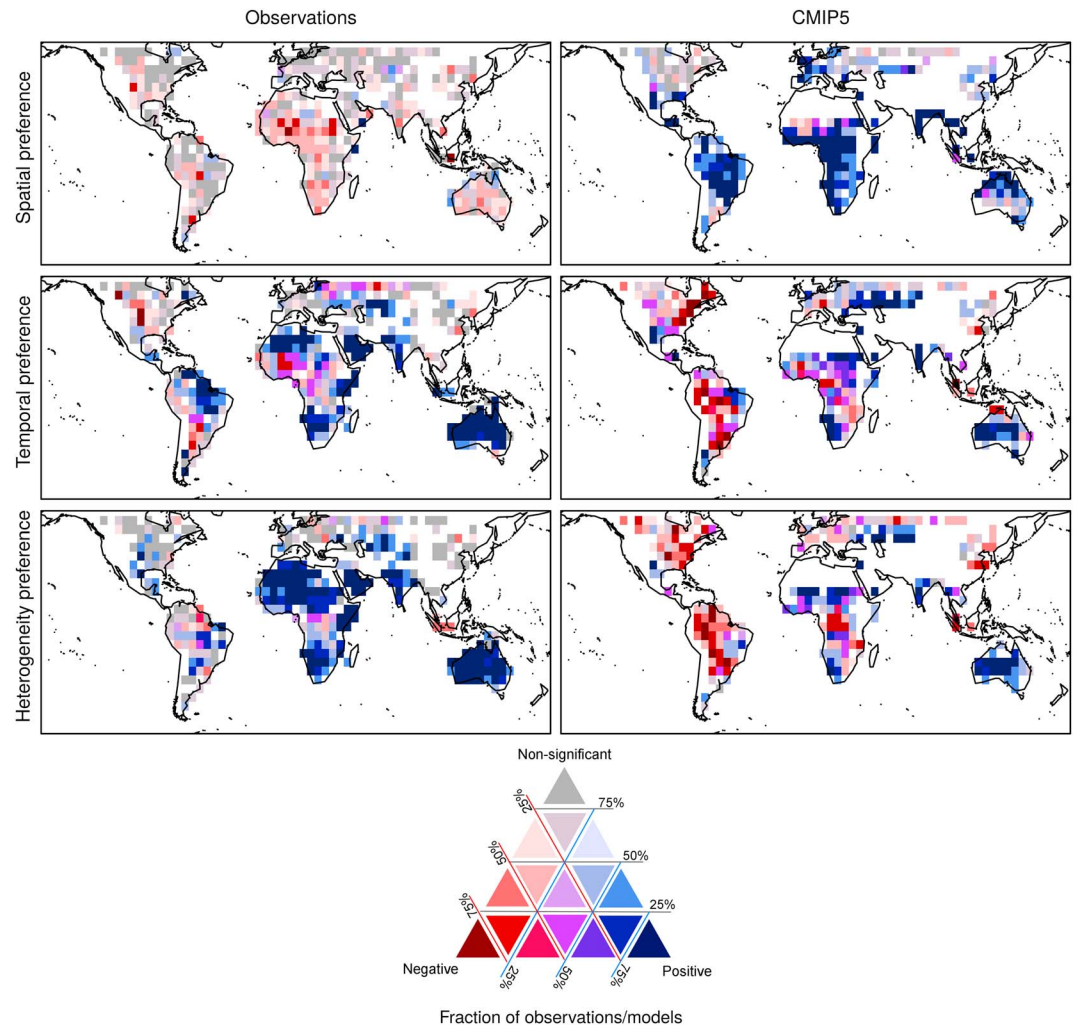 Observations CMIP5
Spatial preference
Temporal preference
Heterogeneity preference
Non-significant
25% 75%
50% 50%
75% 25%
Negative 25% 50% 75% Positive
Fraction of observations/models